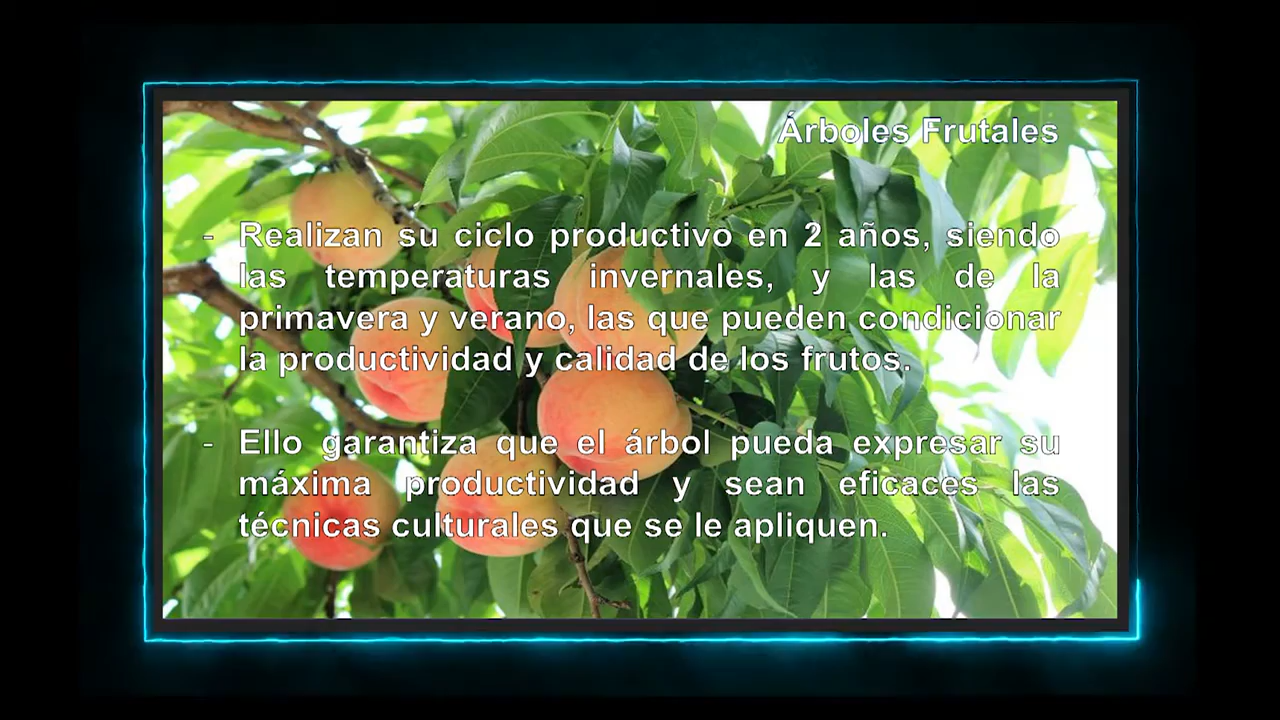 Árboles Frutales
- Realizan su ciclo productivo en 2 años, siendo
las temperaturas invernales, y las de la
primavera y verano, las que pueden condicionar
la productividad y calidad de los frutos.
- Ello garantiza que el árbol pueda expresar su
máxima productividad y sean eficaces las
técnicas culturales que se le apliquen.